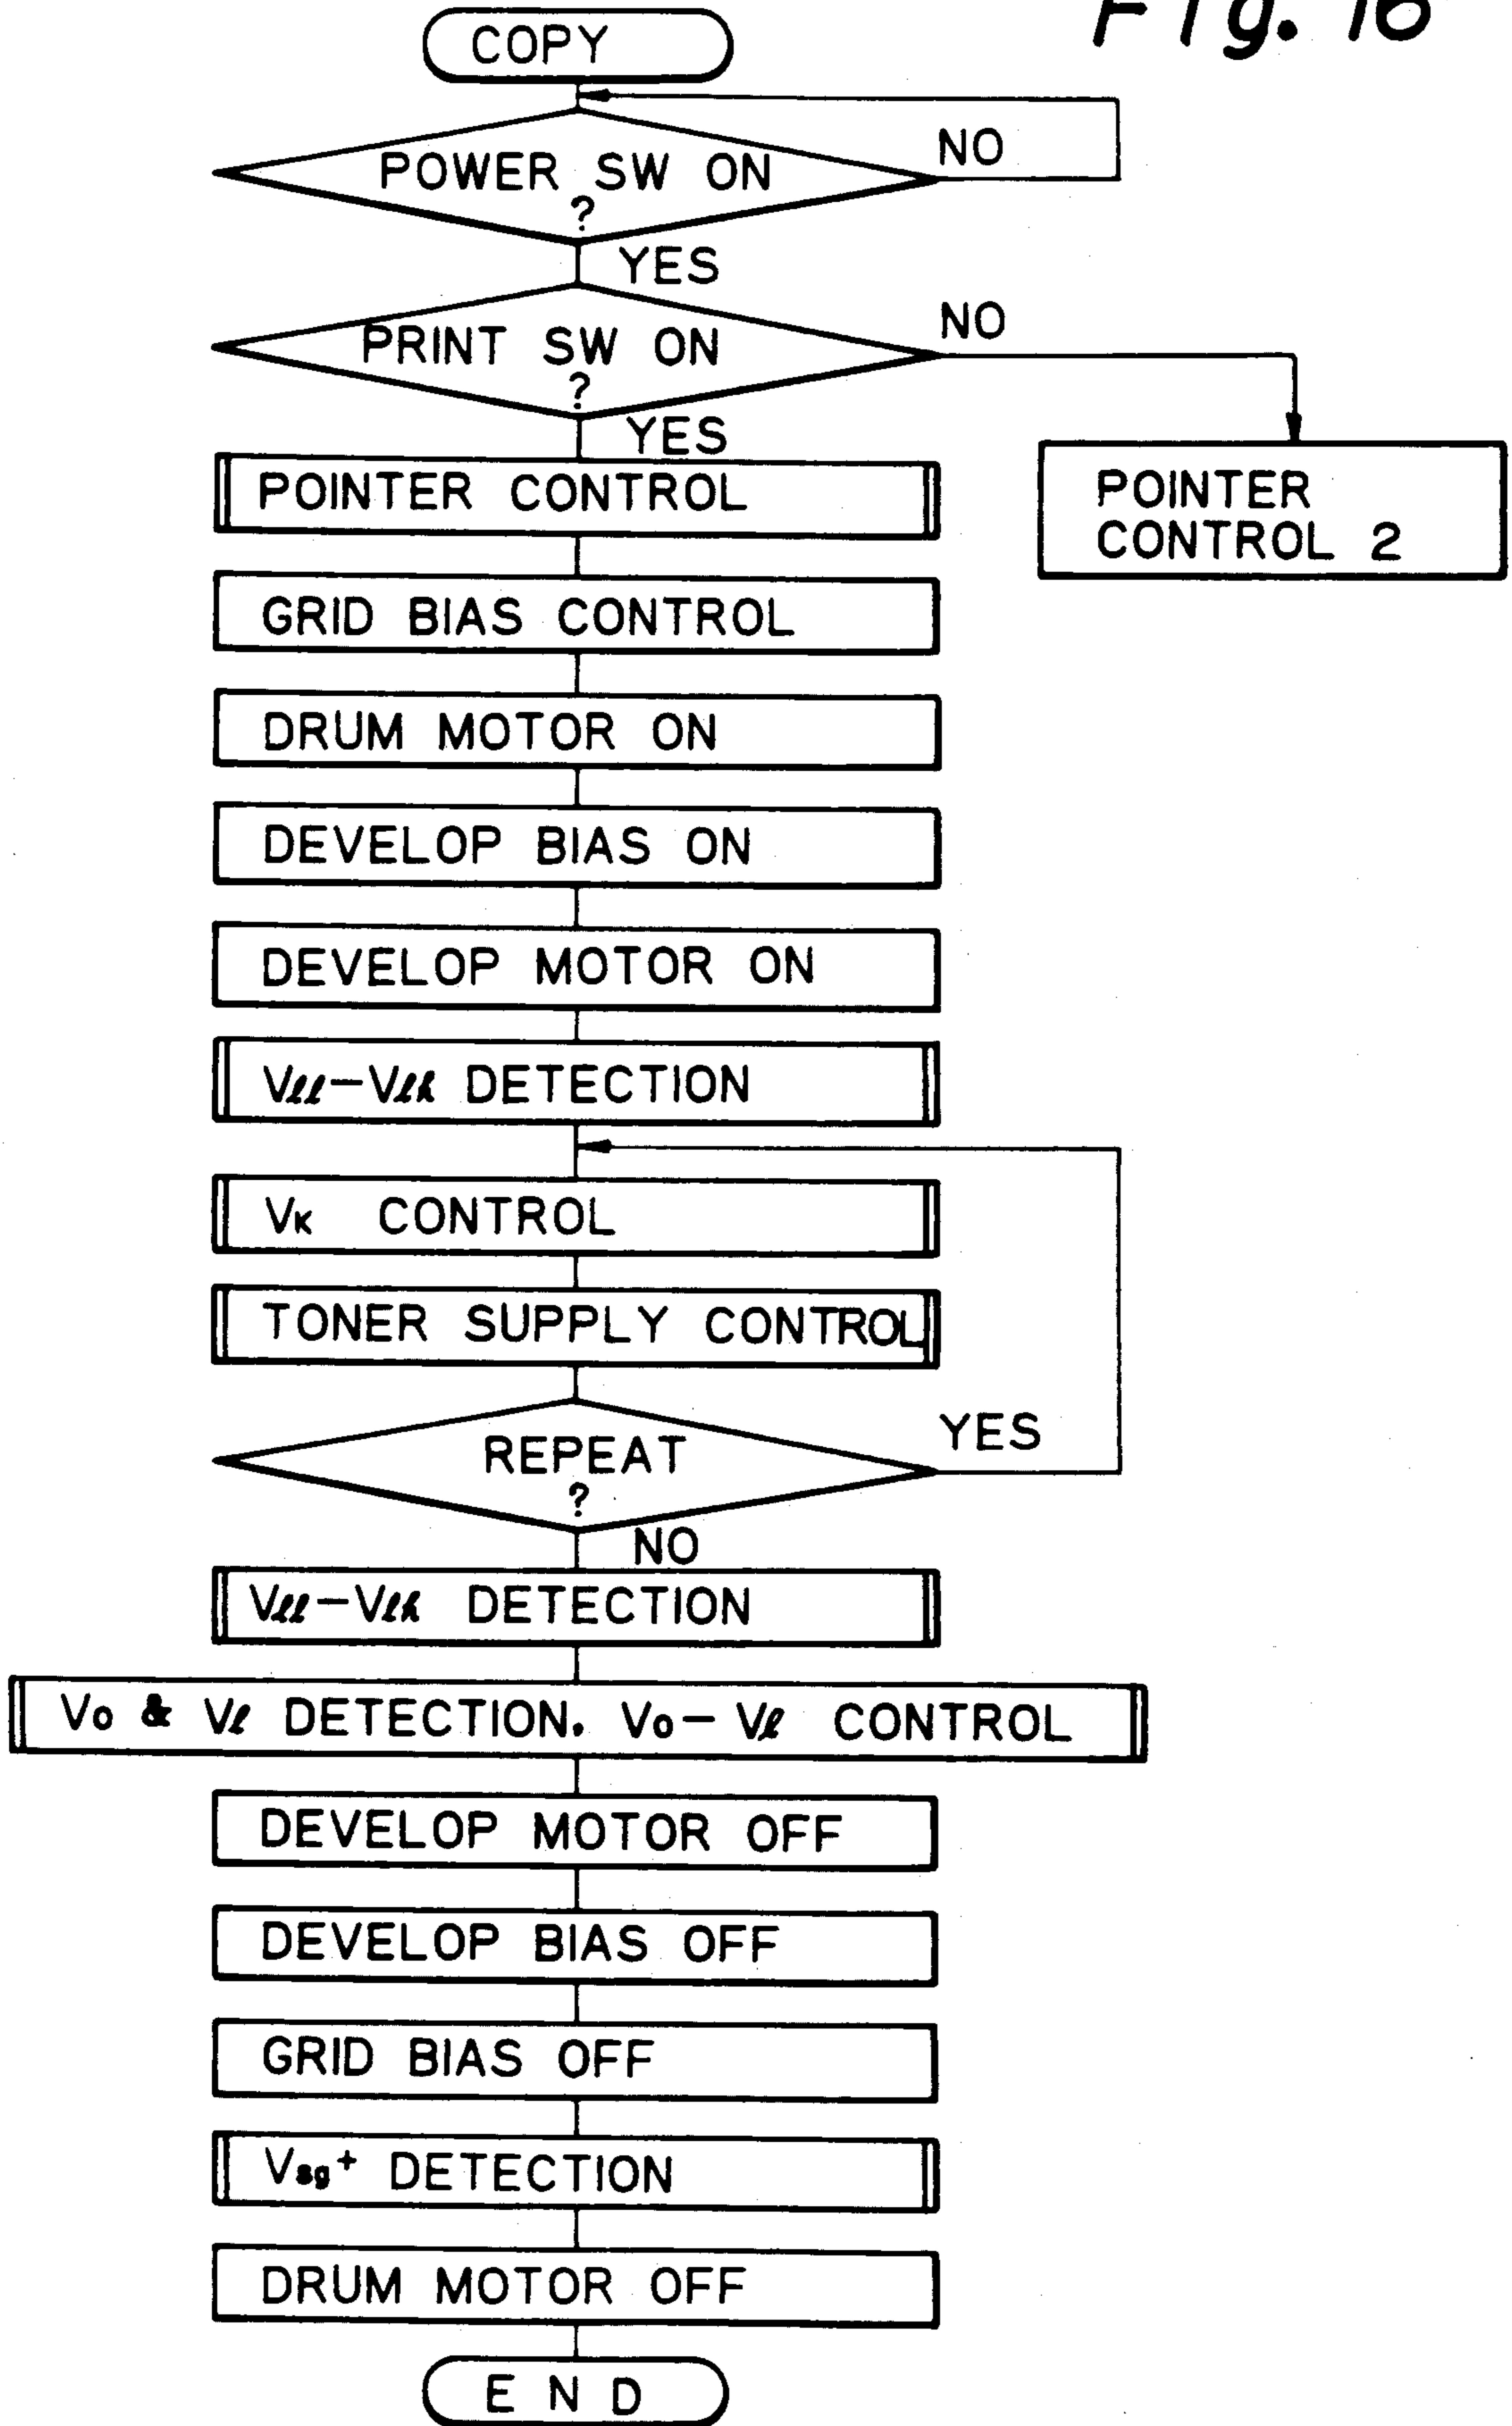 Fig. 16
COPY
POWER SW ON
?
NO
YES
PRINT SW ON
?
NO
YES
POINTER CONTROL
POINTER
CONTROL 2
GRID BIAS CONTROL
DRUM MOTOR ON
DEVELOP BIAS ON
DEVELOP MOTOR ON
Vll-Vlh DETECTION
VK CONTROL
TONER SUPPLY CONTROL
REPEAT
?
YES
NO
Vll-Vlh DETECTION
Vo & Vl DETECTION. Vo- Vl CONTROL
DEVELOP MOTOR OFF
DEVELOP BIAS OFF
GRID BIAS OFF
Vsg+ DETECTION
DRUM MOTOR OFF
END